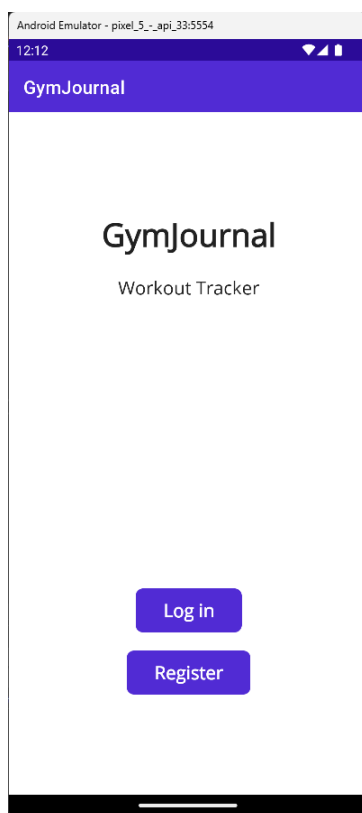 Android Emulator - pixel_5_-_api_33:5554
12:12
GymJournal
GymJournal
Workout Tracker
Log in
Register